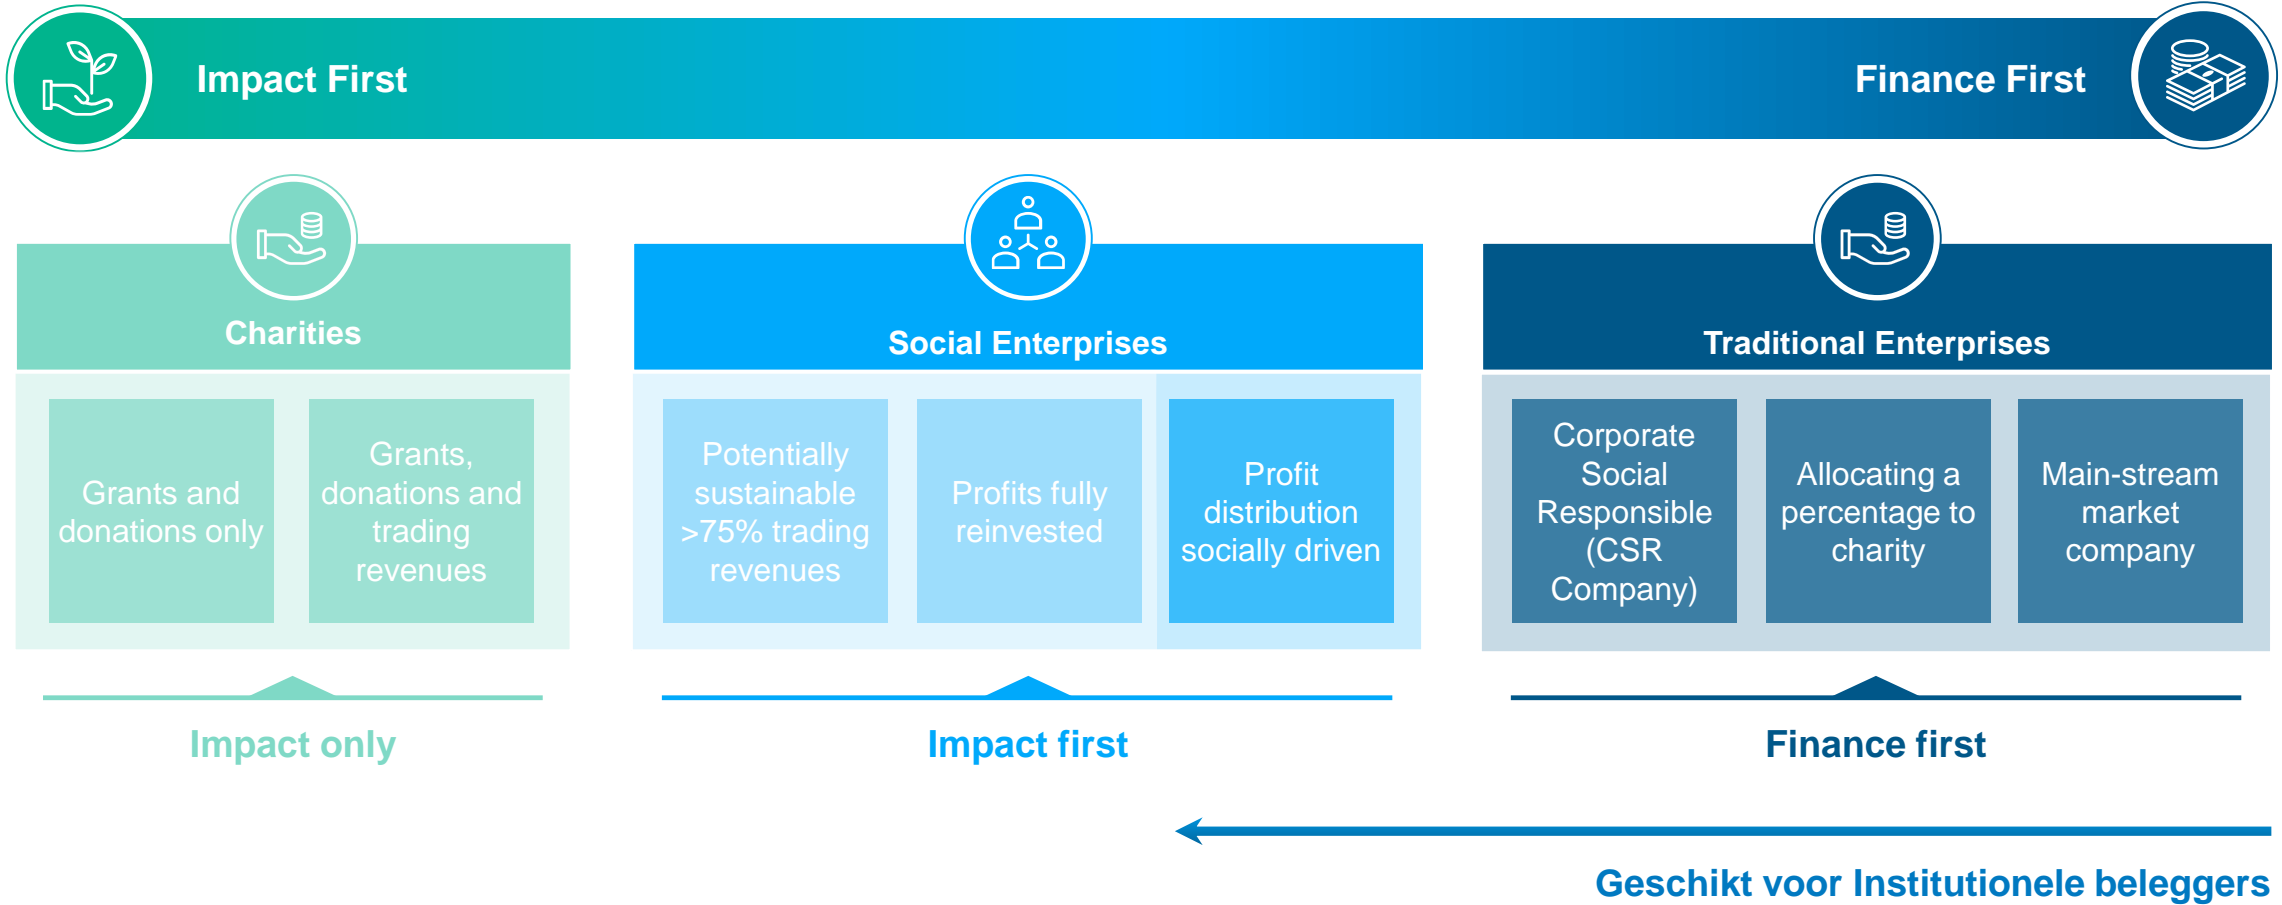 Impact First
Finance First
Charities
Social Enterprises
Traditional Enterprises
Grants and
donations only
Grants,
donations and
trading
revenues
Potentially
sustainable
>75% trading
revenues
Profits fully
reinvested
Profit
distribution
socially driven
Corporate
Social
Responsible
(CSR
Company)
Allocating a
percentage to
charity
Main-stream
market
company
Impact only
Impact first
Finance first
Geschikt voor Institutionele beleggers